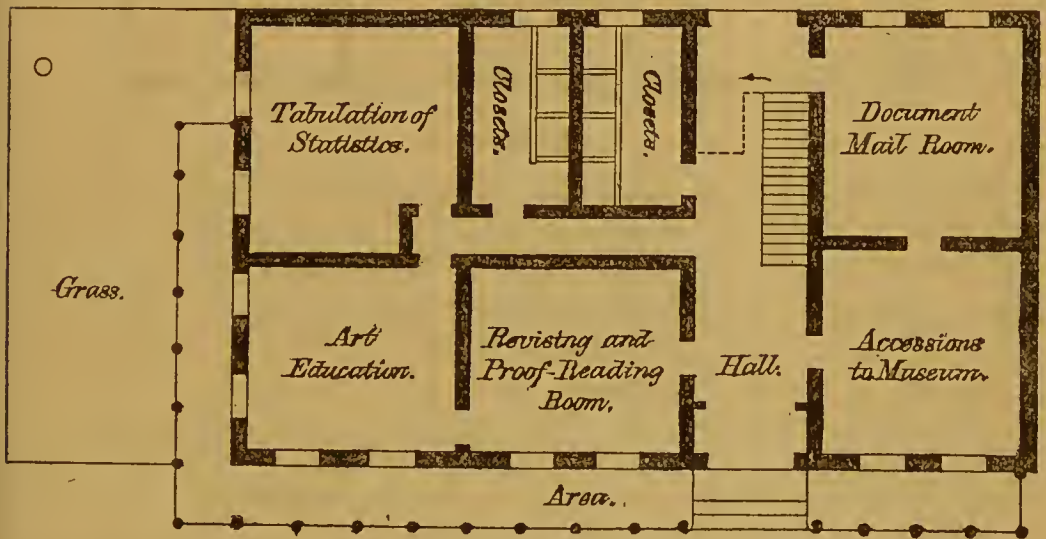 Tabulation of
Statistics.
Closets.
Closets.
Document
Mail Room.
Grass.
Art
Education.
Revising and
Proof-Reading
Room.
Hall.
Accessions
to Museum.
Area.